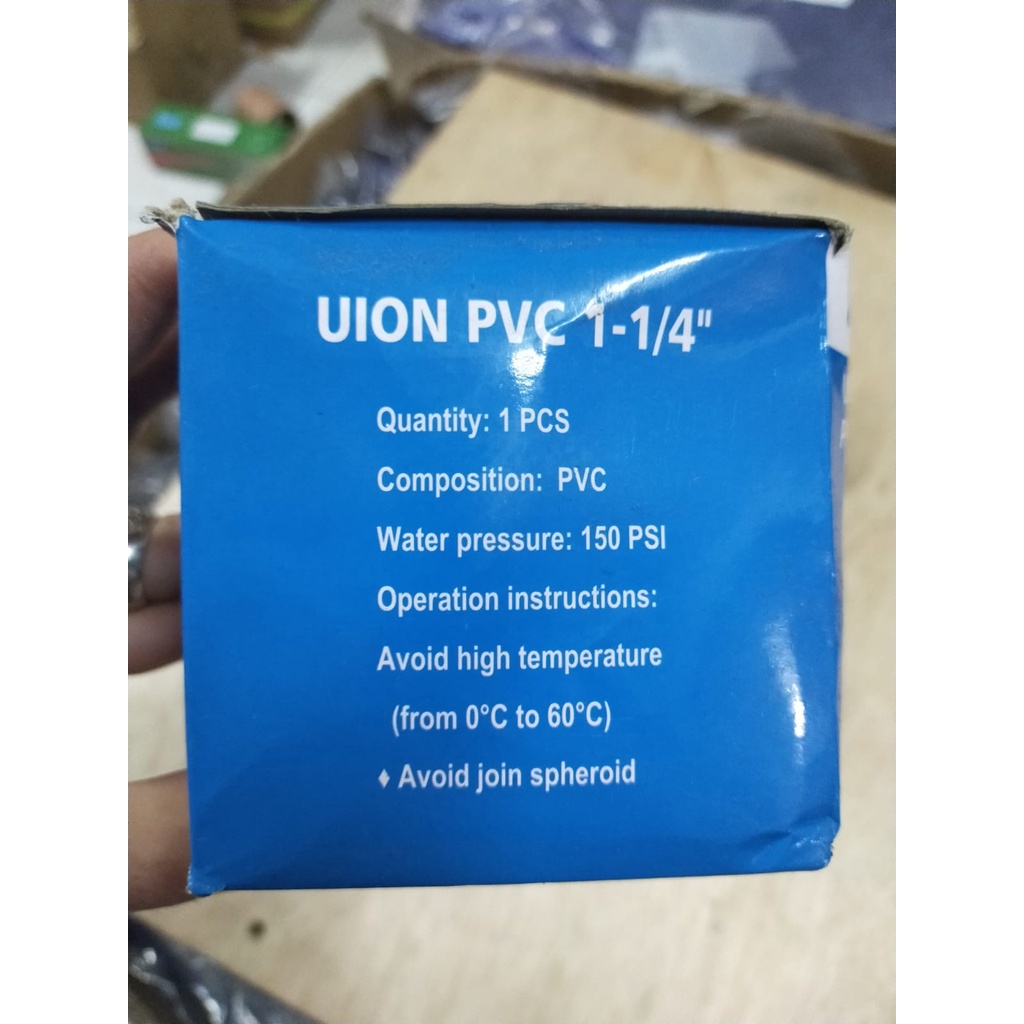 UION PVC 1-1/4"
Quantity: 1 PCS
Composition: PVC
Water pressure: 150 PSI
Operation instructions:
Avoid high temperature
(from 0°C to 60°C)
♦ Avoid join spheroid